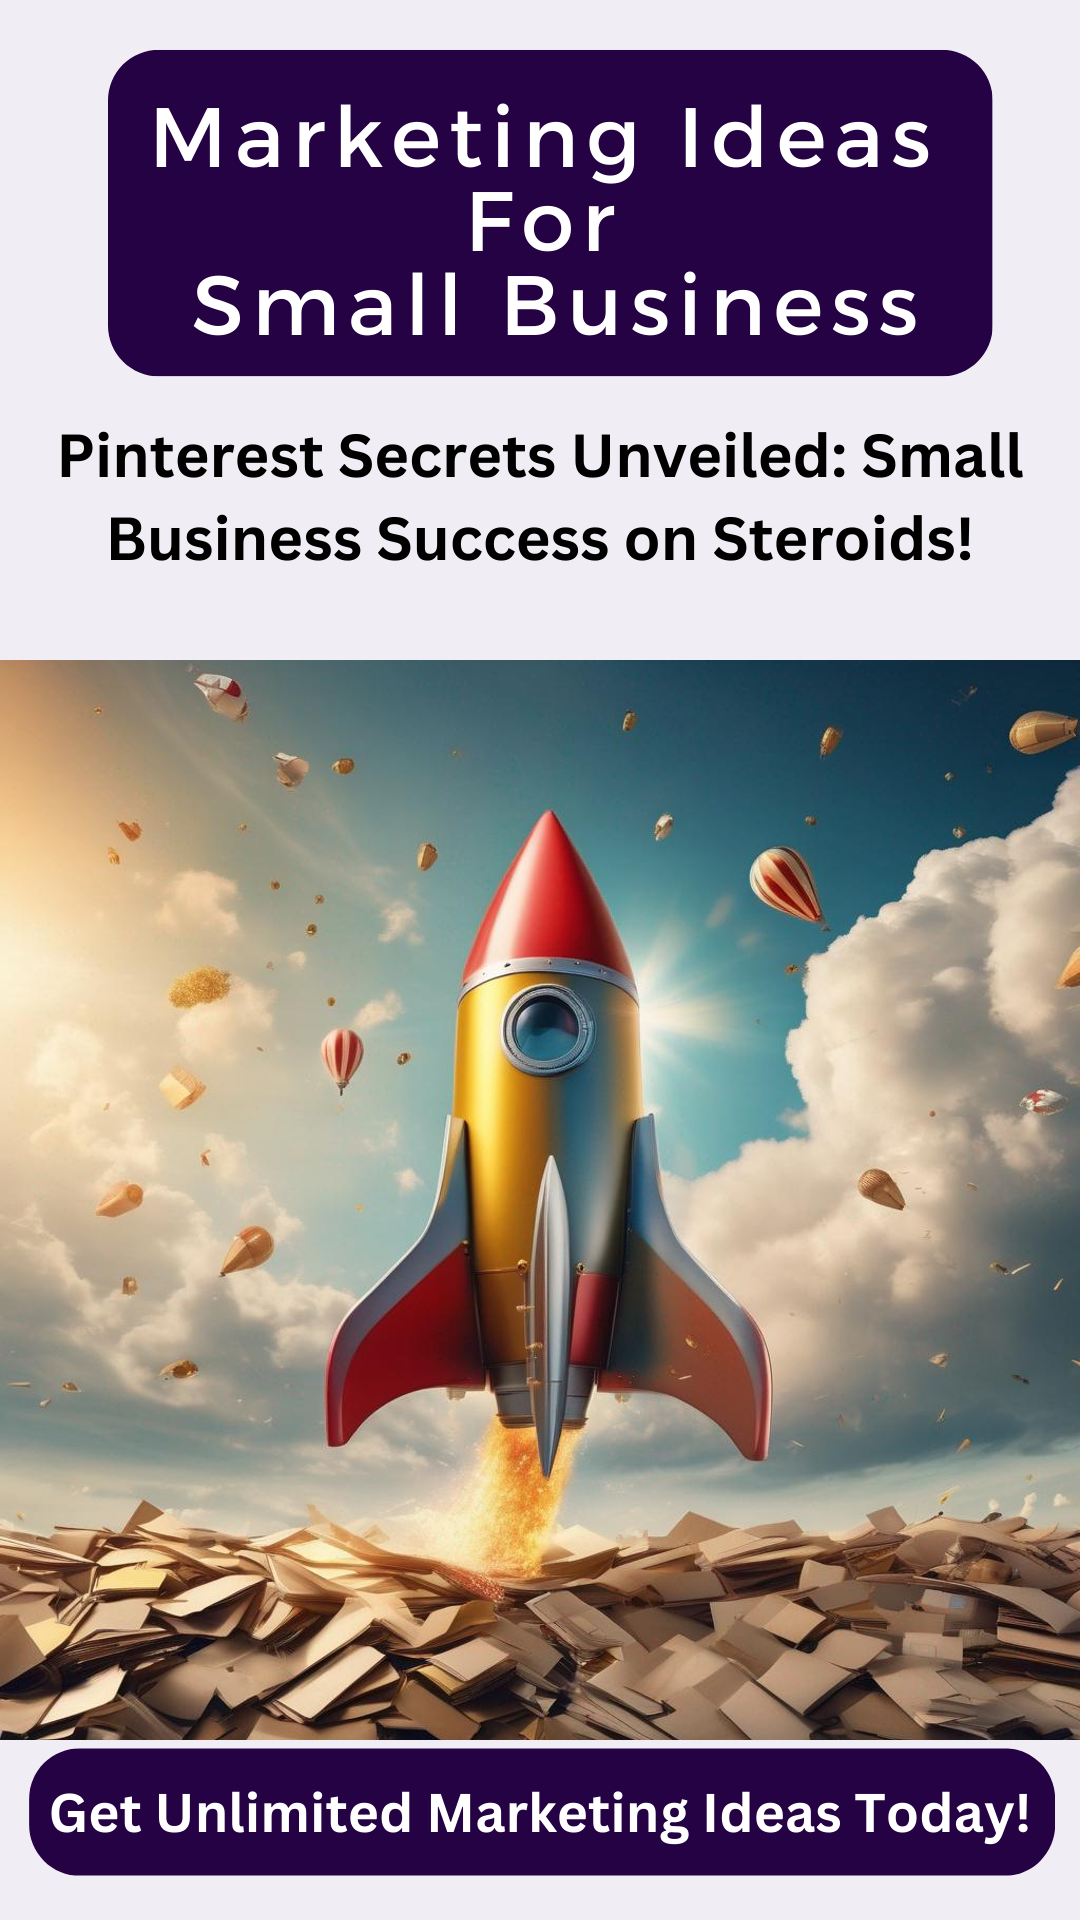 Marketing Ideas
For
Small Business
Pinterest Secrets Unveiled: Small
Business Success on Steroids!
Get Unlimited Marketing Ideas Today!